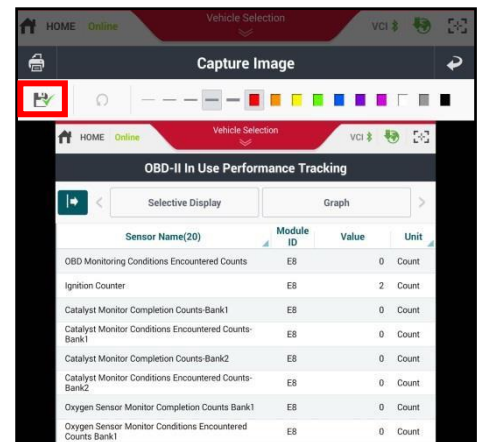 HOME Online Vehicle Selection VCI
Capture Image
HOME Online Vehicle Selection VCI
OBD-II In Use Performance Tracking
Selective Display Graph
Sensor Name(20) Module ID Value Unit
OBD Monitoring Conditions Encountered Counts E8 0 Count
Ignition Counter E8 2 Count
Catalyst Monitor Completion Counts-Bank1 E8 0 Count
Catalyst Monitor Conditions Encountered Counts-
Bank1 E8 0 Count
Catalyst Monitor Completion Counts-Bank2 E8 0 Count
Catalyst Monitor Conditions Encountered Counts-
Bank2 E8 0 Count
Oxygen Sensor Monitor Completion Counts Bank1 E8 0 Count
Oxygen Sensor Monitor Conditions Encountered
Counts Bank1 E8 0 Count